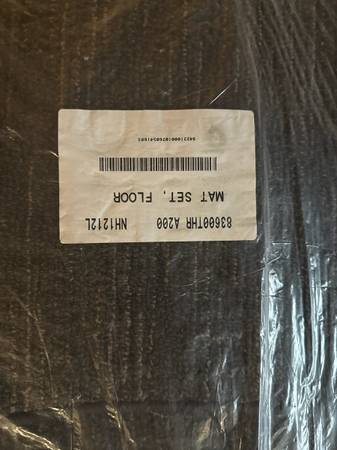 83600THR A200 NH1212L
MAT SET, FLOOR